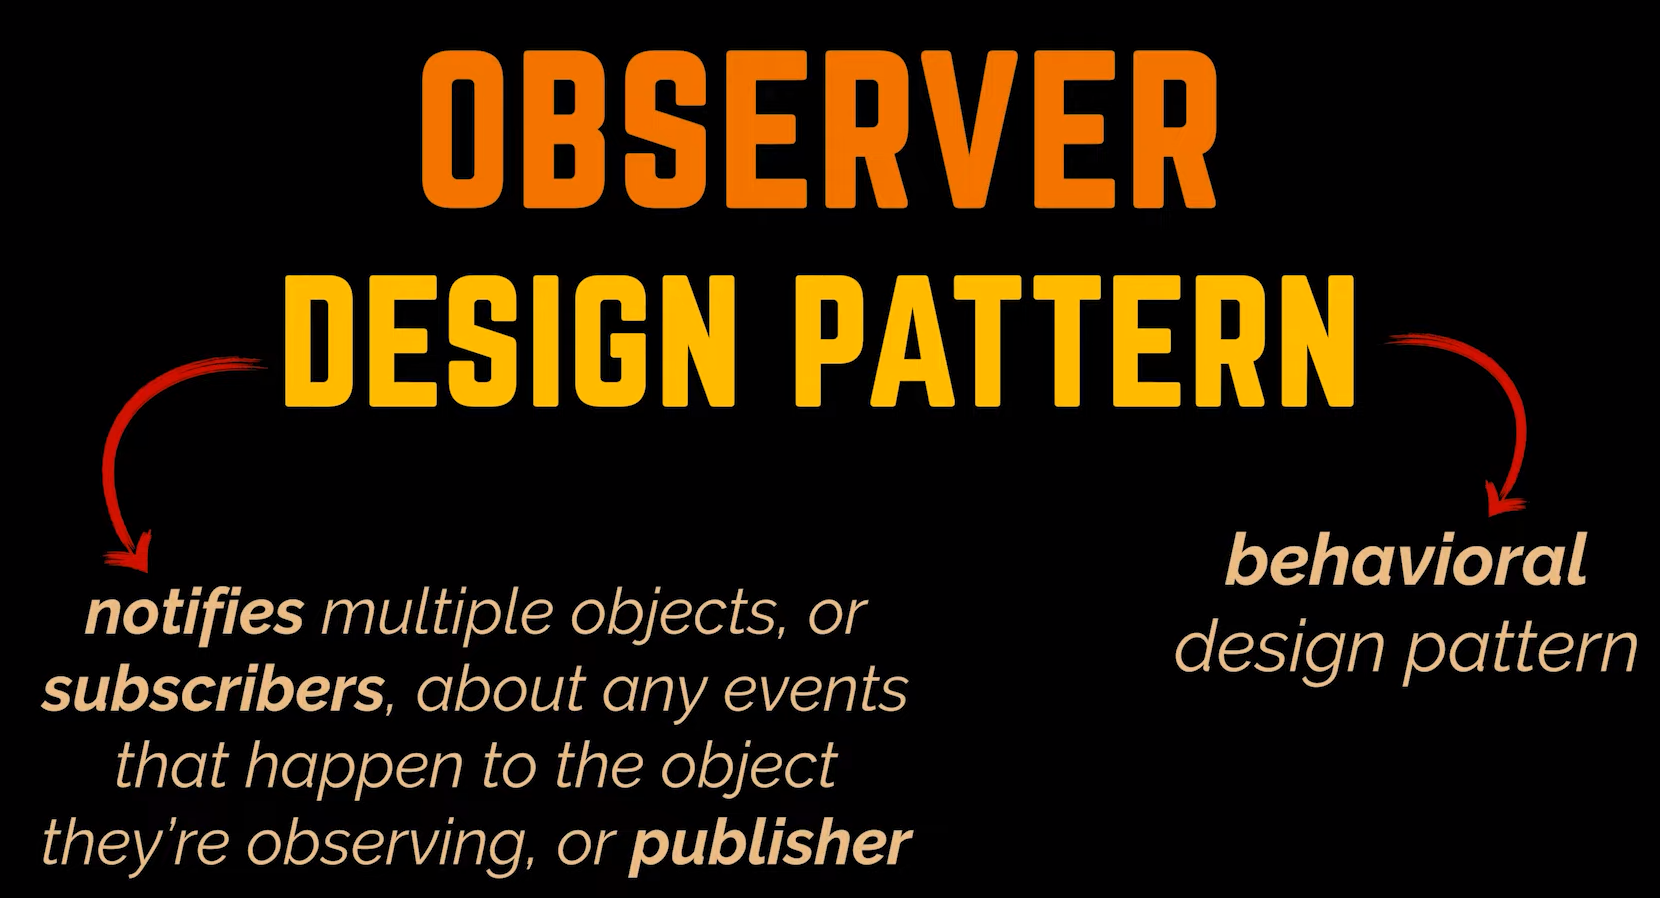 OBSERVER
DESIGN PATTERN
notifies multiple objects, or
subscribers, about any events
that happen to the object
they’re observing, or publisher
behavioral
design pattern